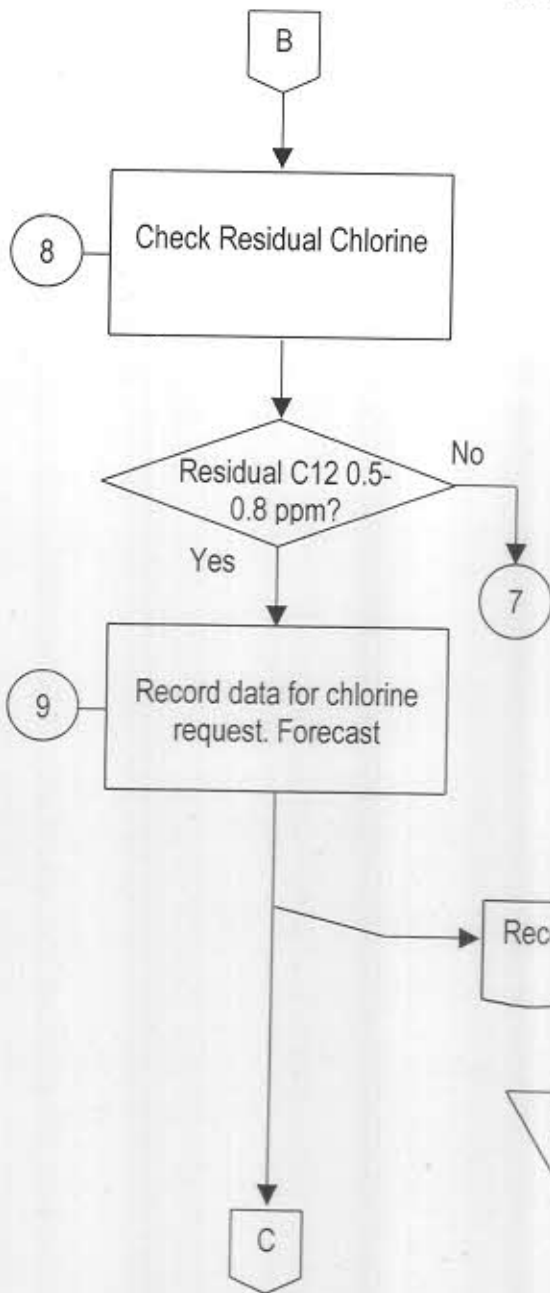 B
8
Check Residual Chlorine
Residual C12 0.5-
0.8 ppm?
No
Yes
7
9
Record data for chlorine
request. Forecast
C